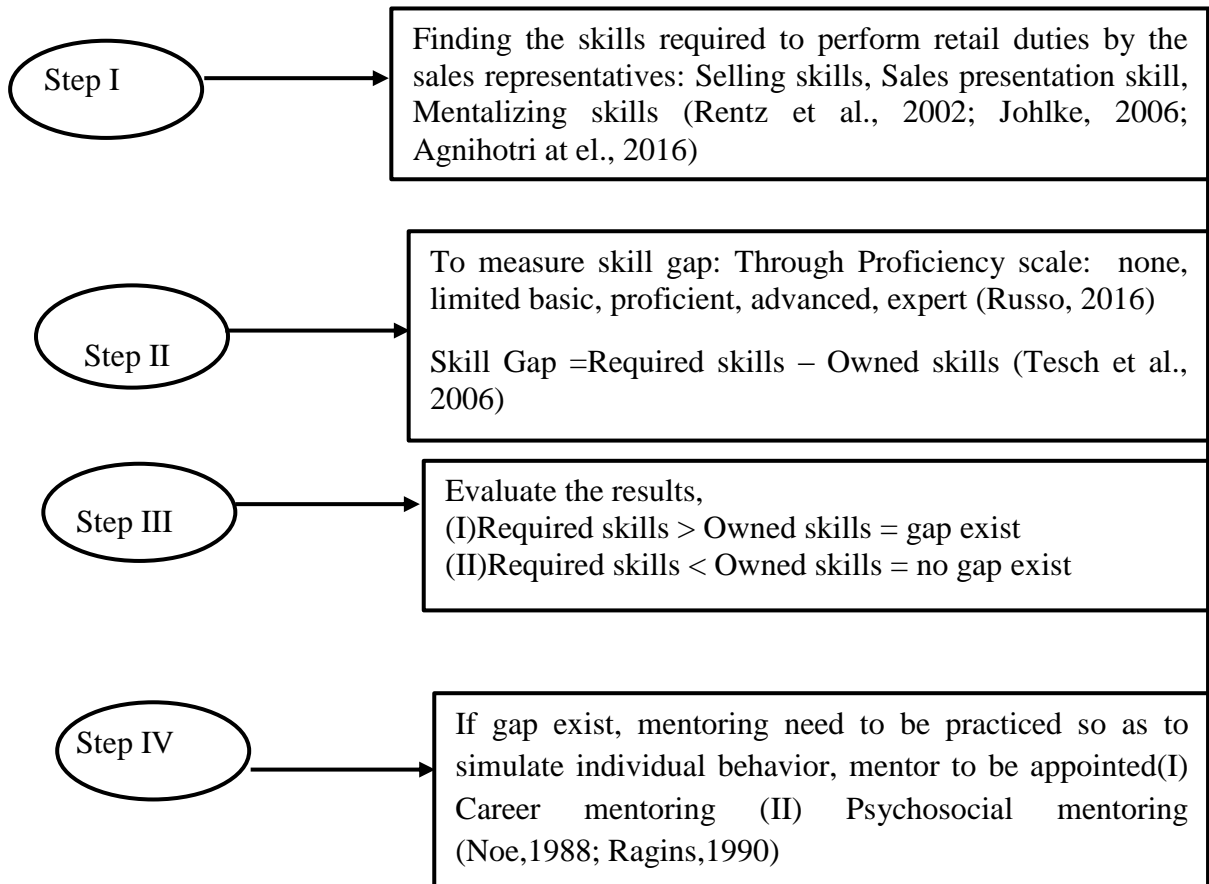 Step I
Finding the skills required to perform retail duties by the
sales representatives: Selling skills, Sales presentation skill,
Mentalizing skills (Rentz et al., 2002; Johlke, 2006;
Agnihotri at el., 2016)
Step II
To measure skill gap: Through Proficiency scale: none,
limited basic, proficient, advanced, expert (Russo, 2016)
Skill Gap =Required skills – Owned skills (Tesch et al.,
2006)
Step III
Evaluate the results,
(I)Required skills > Owned skills = gap exist
(II)Required skills < Owned skills = no gap exist
Step IV
If gap exist, mentoring need to be practiced so as to
simulate individual behavior, mentor to be appointed(I)
Career mentoring (II) Psychosocial mentoring
(Noe,1988; Ragins,1990)